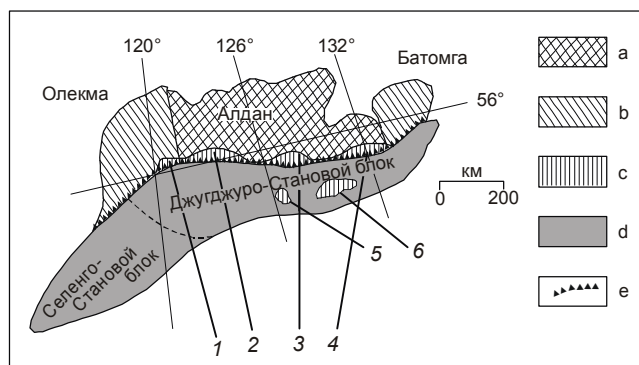 120°
126°
132°
Батомга
Олекма
56°
Алдан
Джугджуро-Становой блок
км
0 200
Селенго-
Становой
блок
1
2
3
4
5
6
a
b
c
d
e